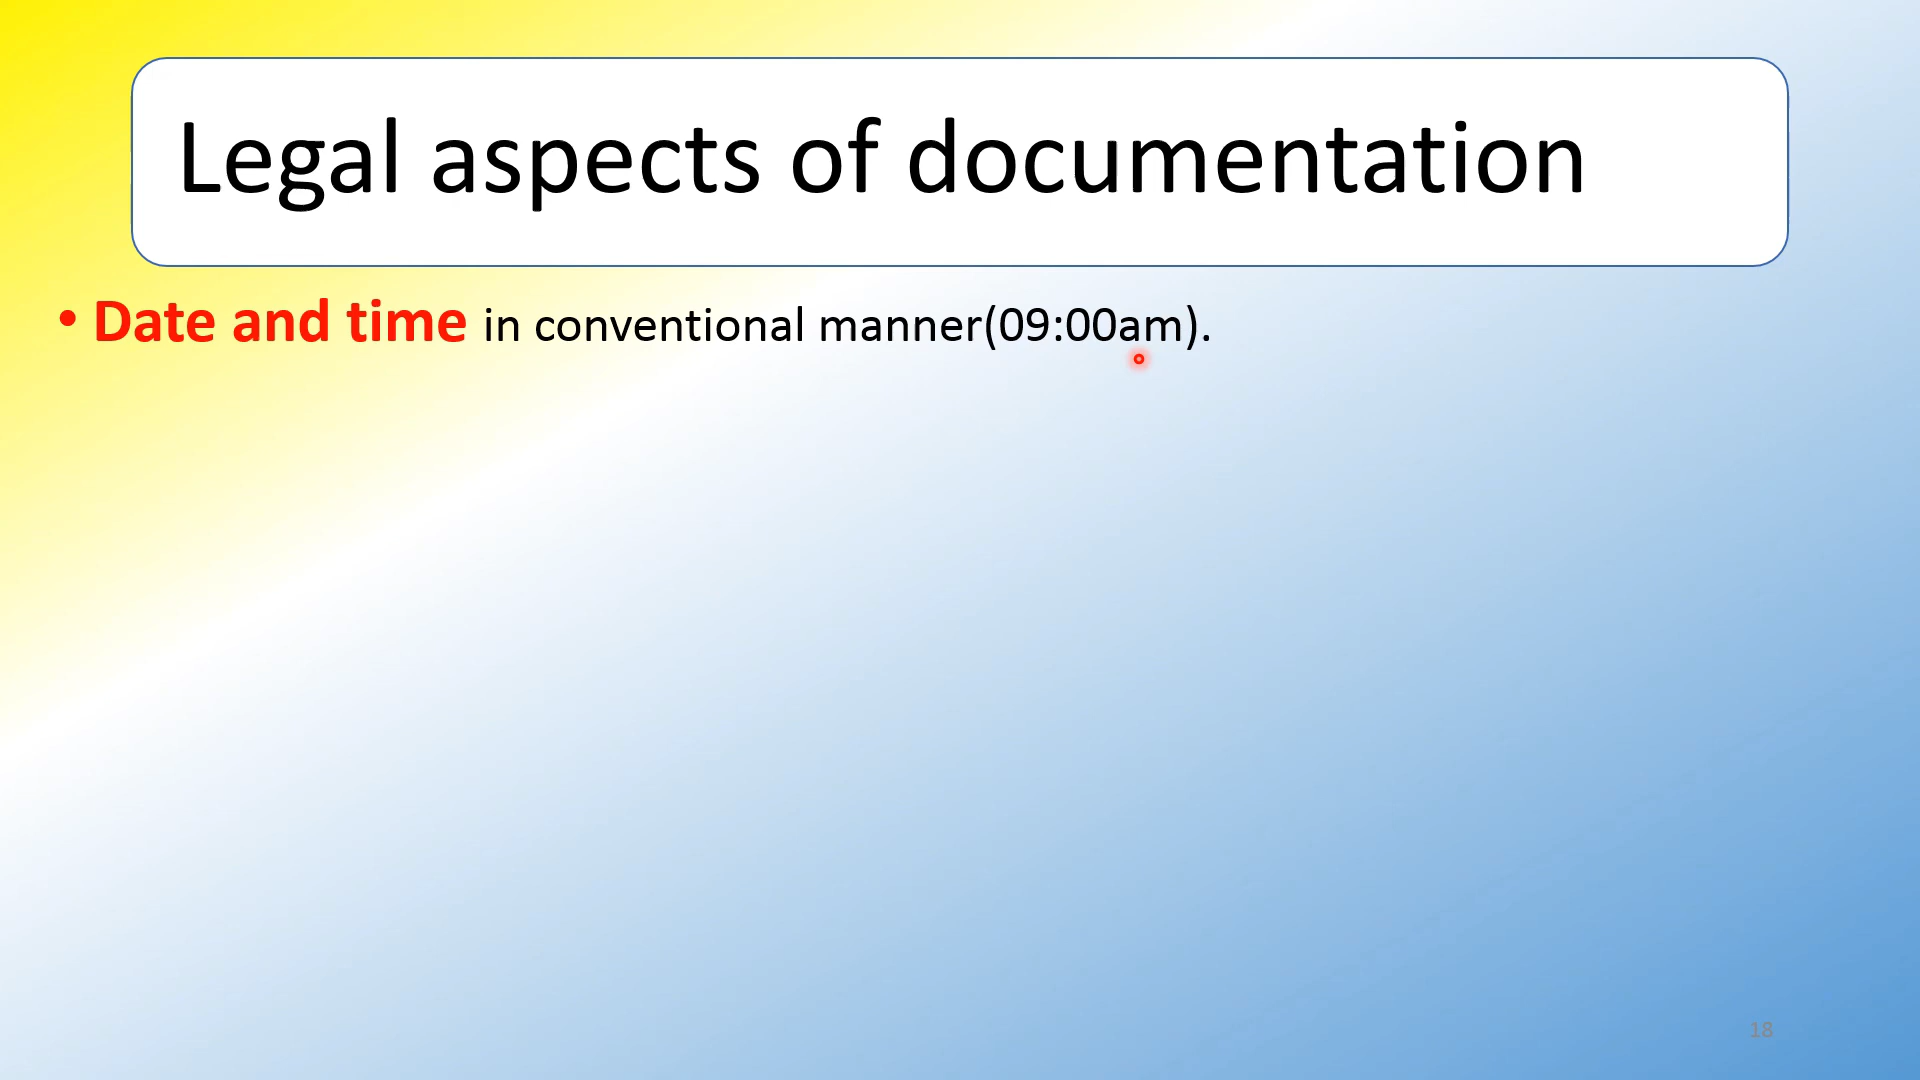 Legal aspects of documentation
• Date and time in conventional manner(09:00am).
18